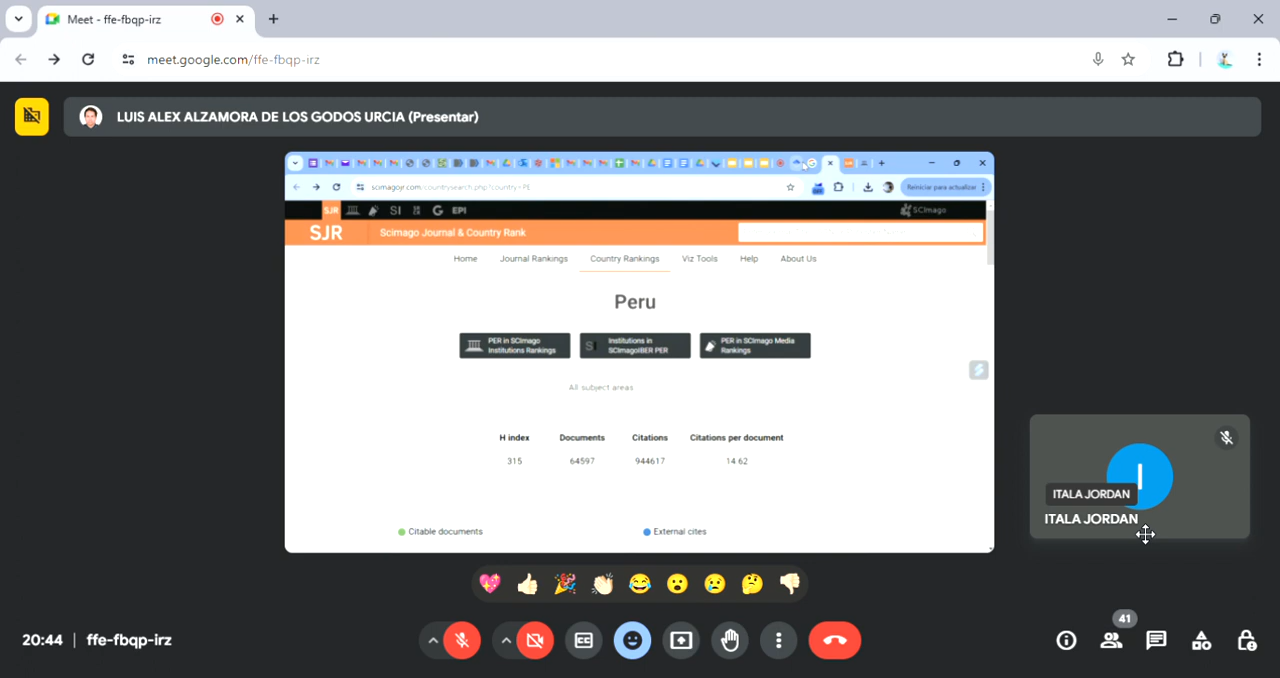 Meet - ffe-fbqp-irz
meet.google.com/ffe-fbqp-irz
LUIS ALEX ALZAMORA DE LOS GODOS URCIA (Presentar)
scimagojr.com/countrysearch.php?country=PE
Reiniciar para actualizar
SJR SI G EPI
SCImago
SJR Scimago Journal & Country Rank
Home Journal Rankings Country Rankings Viz Tools Help About Us
Peru
PER in SCImago
Institutions Rankings
Institutions in
SCImagoIBER PER
PER in SCImago Media
Rankings
All subject areas
H index Documents Citations Citations per document
315 64597 944617 14.62
Citable documents External cites
I
ITALA JORDAN
ITALA JORDAN
41
20:44 | ffe-fbqp-irz